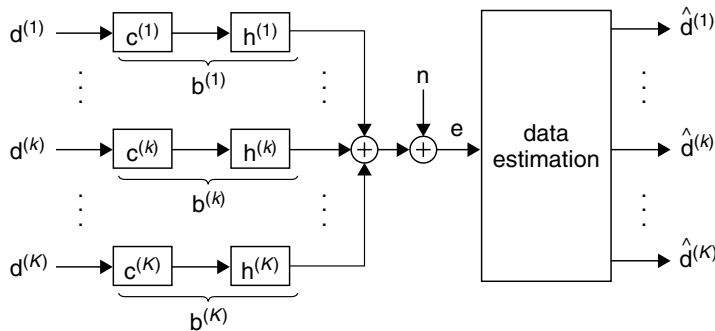 d^(1) c^(1) h^(1) d̂^(1)
b^(1)
n
d^(k) c^(k) h^(k) + + e data estimation d̂^(k)
b^(k)
d^(K) c^(K) h^(K) d̂^(K)
b^(K)